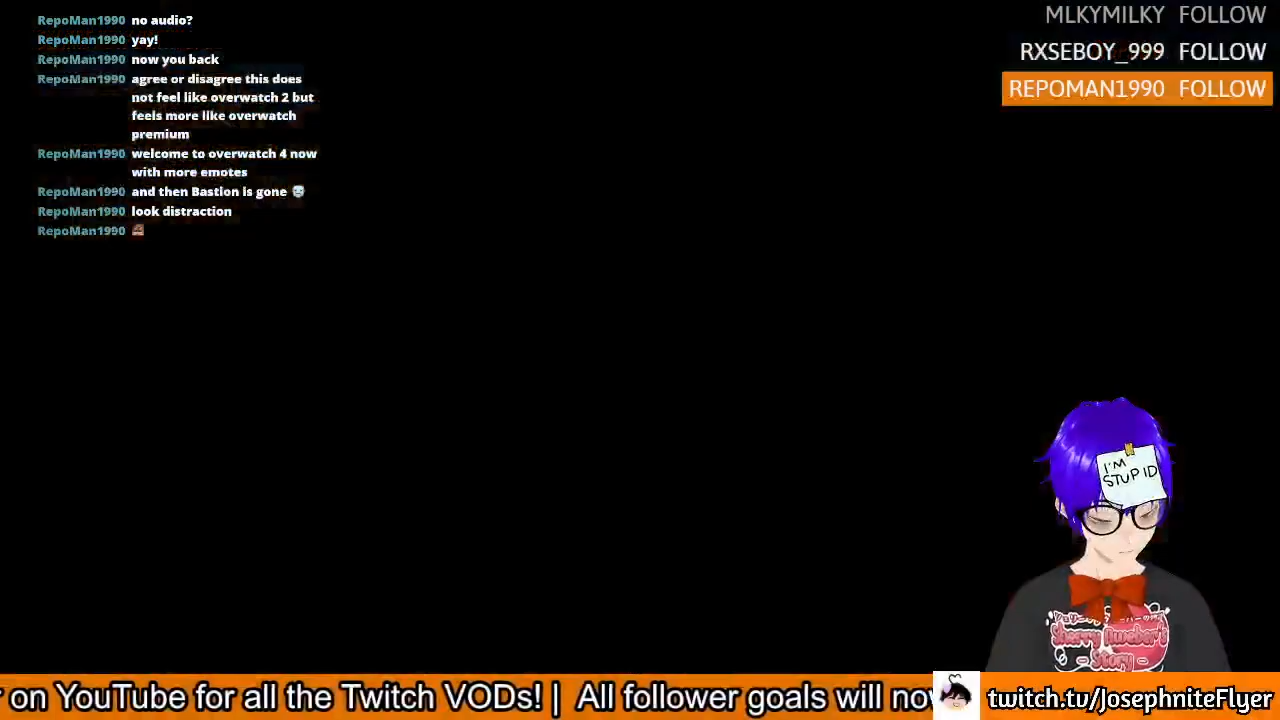 RepoMan1990 no audio?
RepoMan1990 yay!
RepoMan1990 now you back
RepoMan1990 agree or disagree this does
not feel like overwatch 2 but
feels more like overwatch
premium
RepoMan1990 welcome to overwatch 4 now
with more emotes
RepoMan1990 and then Bastion is gone
RepoMan1990 look distraction
RepoMan1990
MLKYMILKY FOLLOW
RXSEBOY_999 FOLLOW
REPOMAN1990 FOLLOW
I'M
STUPID
Sherry Aweber's
- Story -
on YouTube for all the Twitch VODs! | All follower goals will now
twitch.tv/JosephniteFlyer